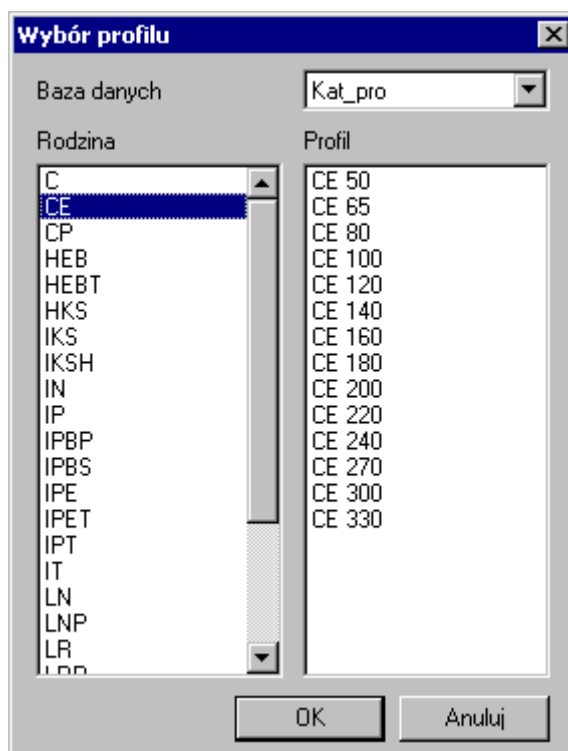 Wybór profilu
Baza danych
Kat_pro
Rodzina
Profil
C
CE
CP
HEB
HEBT
HKS
IKS
IKSH
IN
IP
IPBP
IPBS
IPE
IPET
IPT
IT
LN
LNP
LR
CE 50
CE 65
CE 80
CE 100
CE 120
CE 140
CE 160
CE 180
CE 200
CE 220
CE 240
CE 270
CE 300
CE 330
OK
Anuluj